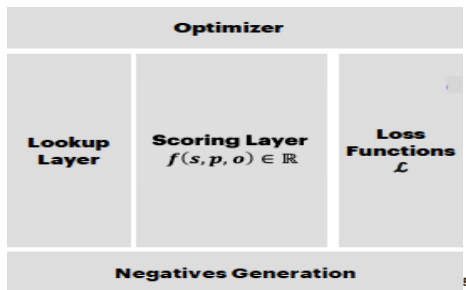 Optimizer
Lookup
Layer
Scoring Layer
f(s, p, o) ∈ ℝ
Loss
Functions
ℒ
Negatives Generation